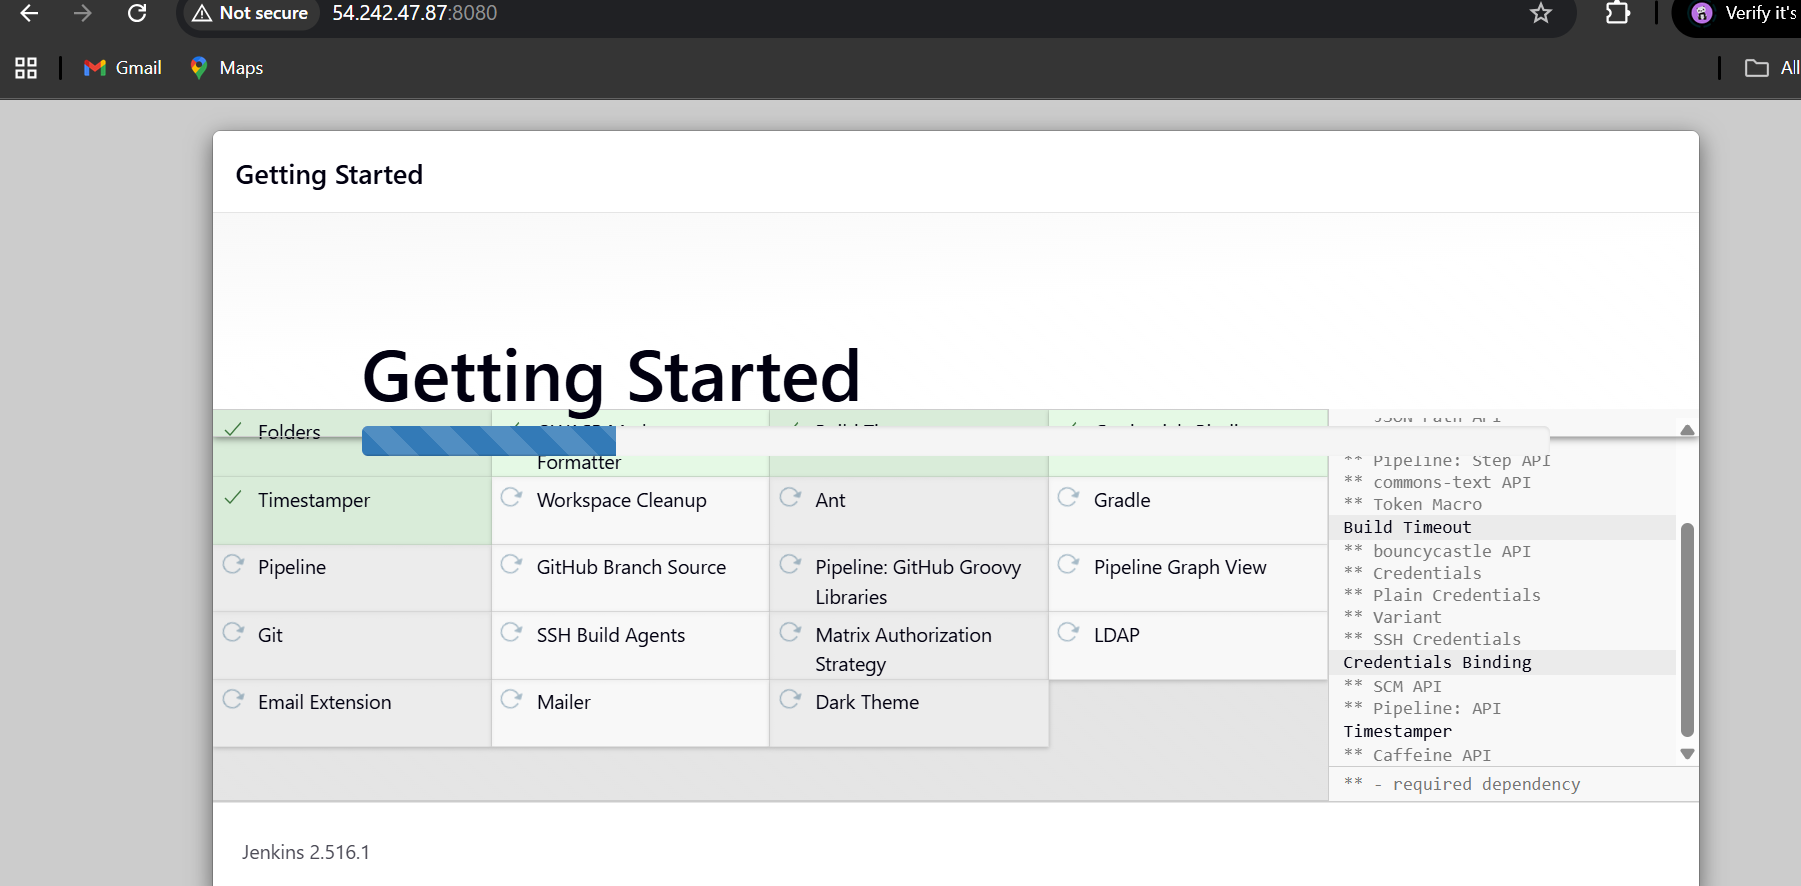 Not secure
54.242.47.87:8080
Verify it's
Gmail
Maps
All
Getting Started
Getting Started
Folders
Formatter
Timestamper
Workspace Cleanup
Ant
Gradle
Pipeline
GitHub Branch Source
Pipeline: GitHub Groovy
Libraries
Pipeline Graph View
Git
SSH Build Agents
Matrix Authorization
Strategy
LDAP
Email Extension
Mailer
Dark Theme
** Pipeline: Step API
** commons-text API
** Token Macro
Build Timeout
** bouncycastle API
** Credentials
** Plain Credentials
** Variant
** SSH Credentials
Credentials Binding
** SCM API
** Pipeline: API
Timestamper
** Caffeine API
** - required dependency
Jenkins 2.516.1